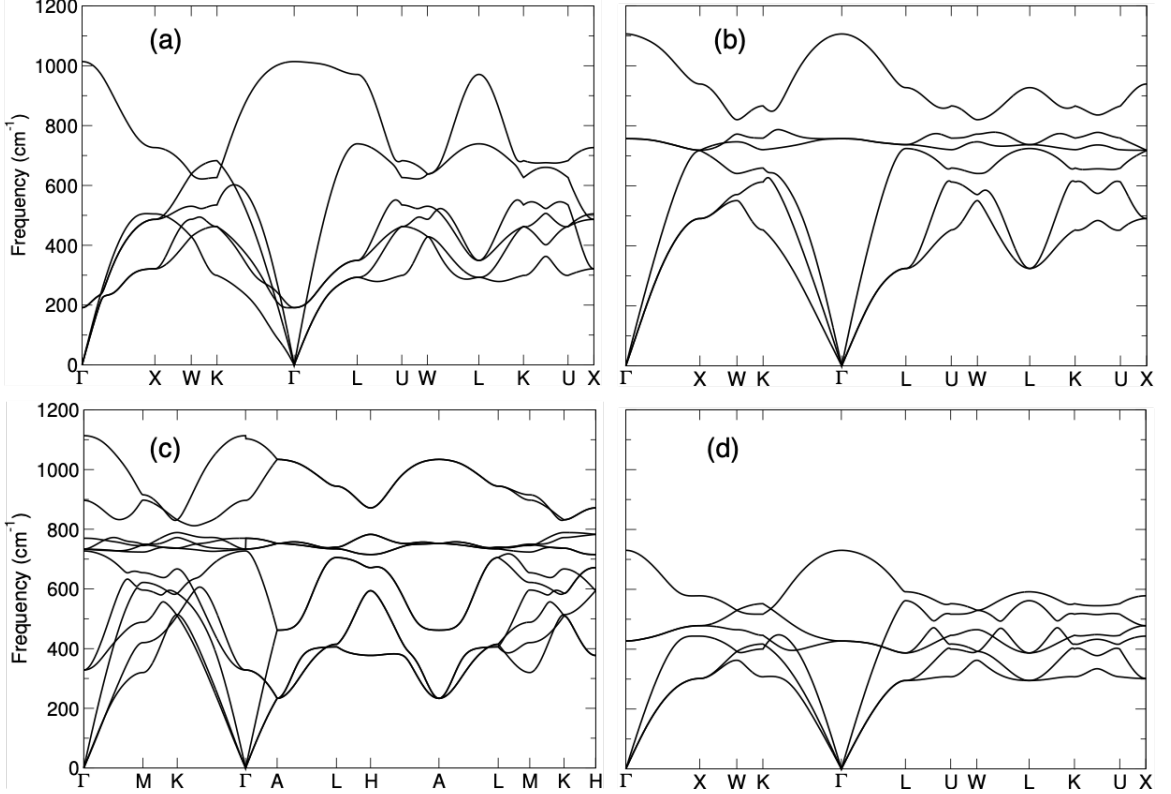 1200
1000
800
600
400
200
0
Frequency (cm⁻¹)
(a)
Γ X W K Γ L U W L K U X
(b)
Γ X W K Γ L U W L K U X
1200
1000
800
600
400
200
0
Frequency (cm⁻¹)
(c)
Γ M K Γ A L H A L M K H
(d)
Γ X W K Γ L U W L K U X